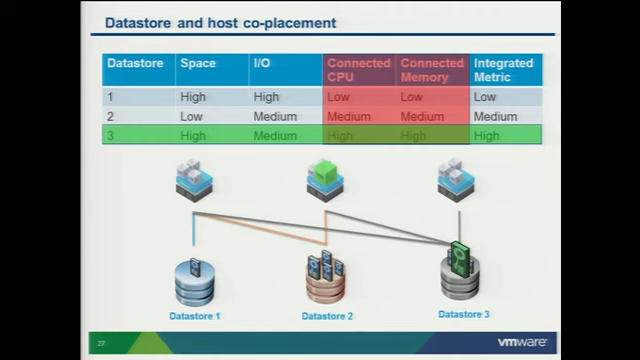 Datastore and host co-placement
Datastore Space I/O Connected CPU Connected Memory Integrated Metric
1 High High Low Low Low
2 Low Medium Medium Medium Medium
3 High Medium High High High
Datastore 1 Datastore 2 Datastore 3
27 vmware